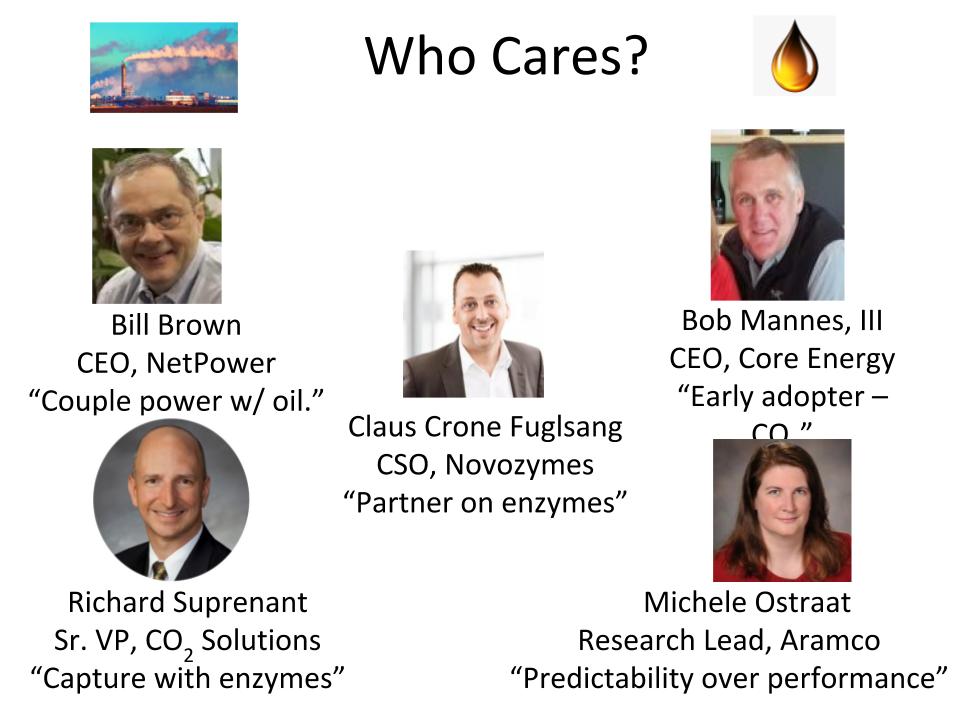 Who Cares?
Bill Brown
CEO, NetPower
“Couple power w/ oil.”
Bob Mannes, III
CEO, Core Energy
“Early adopter –
CO ”
Claus Crone Fuglsang
CSO, Novozymes
“Partner on enzymes”
Richard Suprenant
Sr. VP, CO₂ Solutions
“Capture with enzymes”
Michele Ostraat
Research Lead, Aramco
“Predictability over performance”